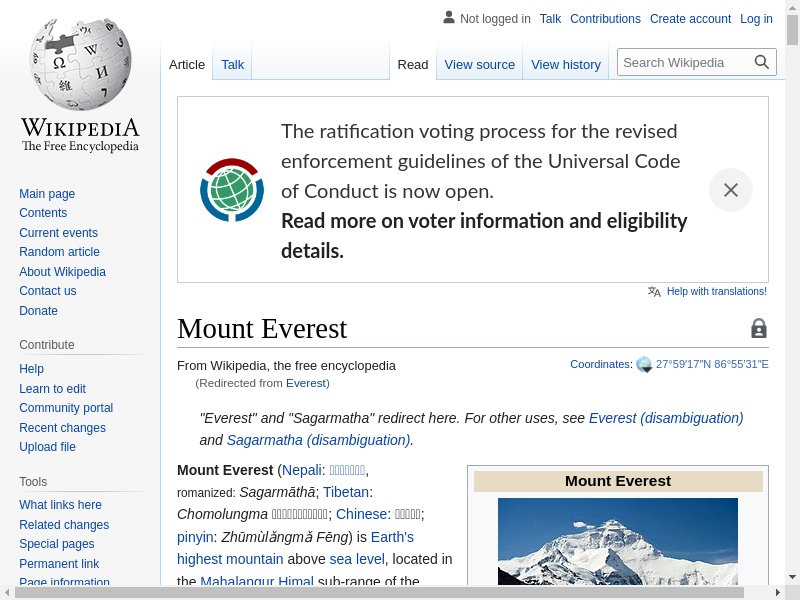 Not logged in Talk Contributions Create account Log in
Article Talk Read View source View history Search Wikipedia
WIKIPEDIA
The Free Encyclopedia
Main page
Contents
Current events
Random article
About Wikipedia
Contact us
Donate
Contribute
Help
Learn to edit
Community portal
Recent changes
Upload file
Tools
What links here
Related changes
Special pages
Permanent link
Page information
The ratification voting process for the revised
enforcement guidelines of the Universal Code
of Conduct is now open.
Read more on voter information and eligibility
details.
Help with translations!
Mount Everest
From Wikipedia, the free encyclopedia
Coordinates: 27°59′17″N 86°55′31″E
(Redirected from Everest)
"Everest" and "Sagarmatha" redirect here. For other uses, see Everest (disambiguation)
and Sagarmatha (disambiguation).
Mount Everest (Nepali: ,
romanized: Sagarmāthā; Tibetan:
Chomolungma ; Chinese: ;
pinyin: Zhūmùlǎngmǎ Fēng) is Earth's
highest mountain above sea level, located in
the Mahalangur Himal sub-range of the
Mount Everest